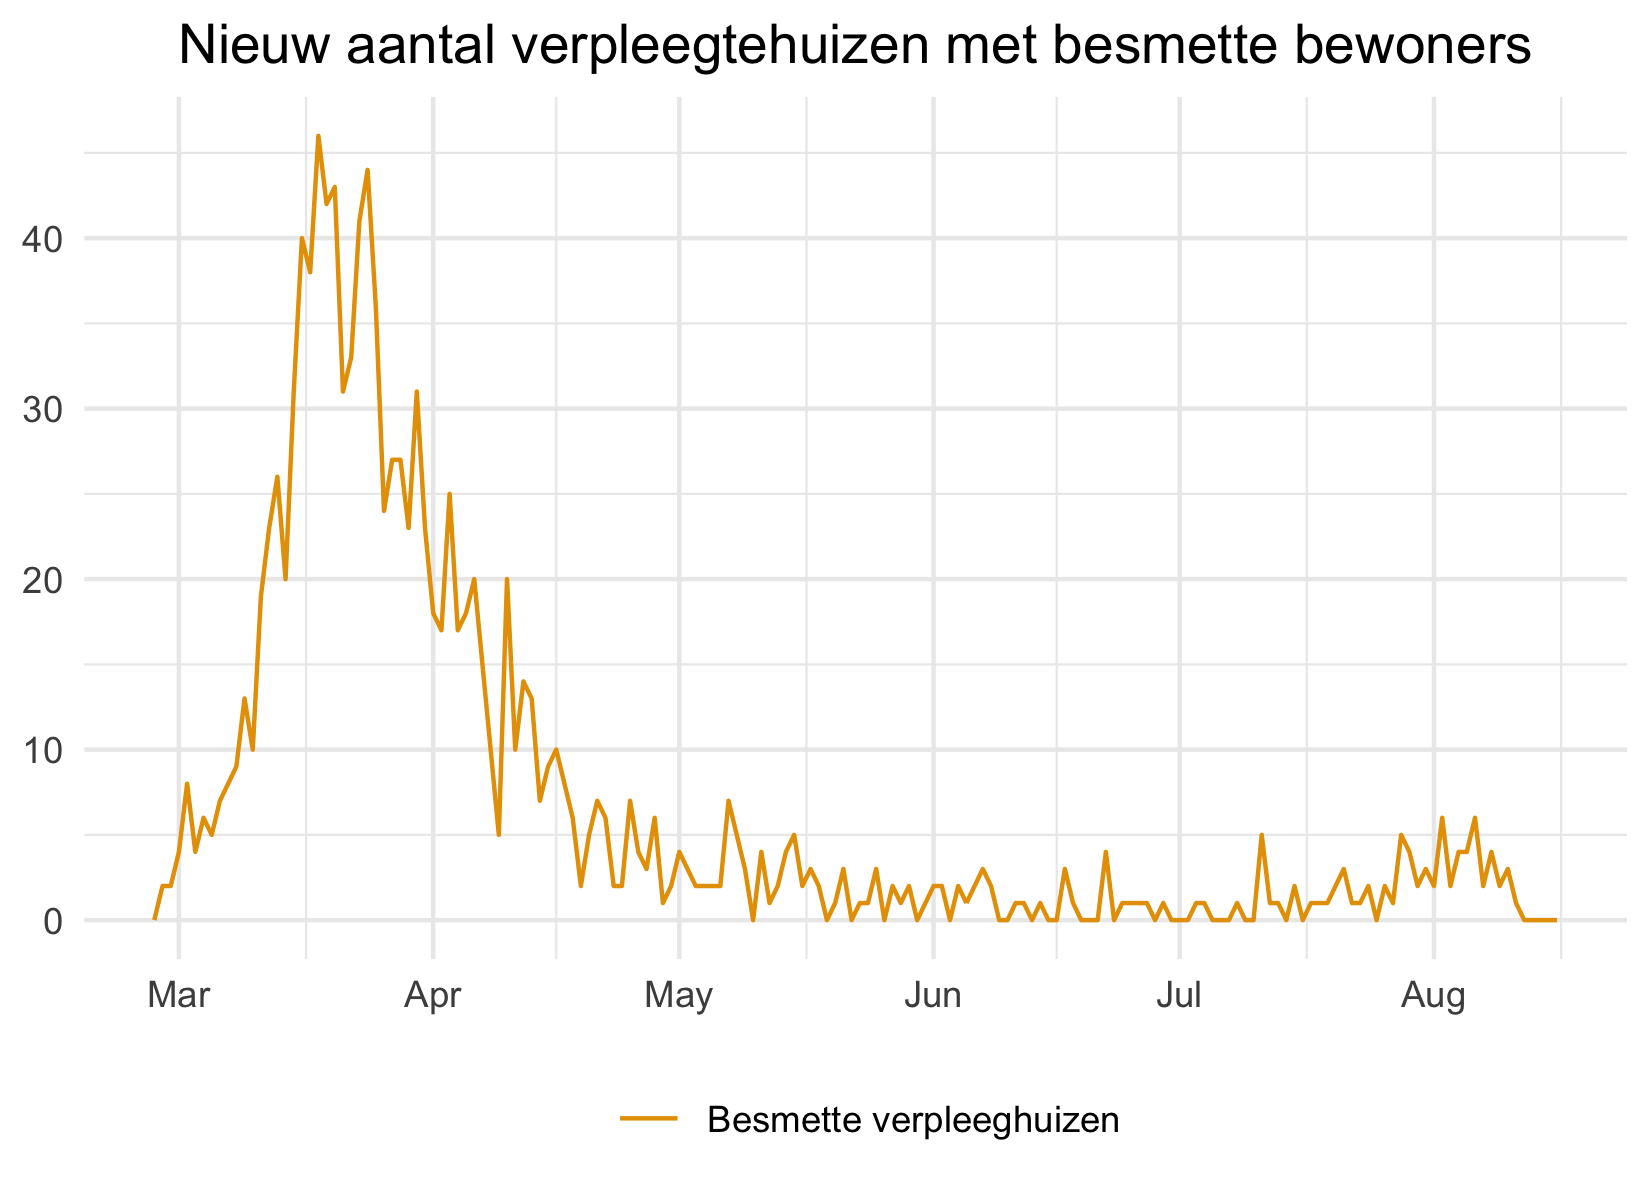 Nieuw aantal verpleegtehuizen met besmette bewoners
40
30
20
10
0
Mar Apr May Jun Jul Aug
Besmette verpleeghuizen